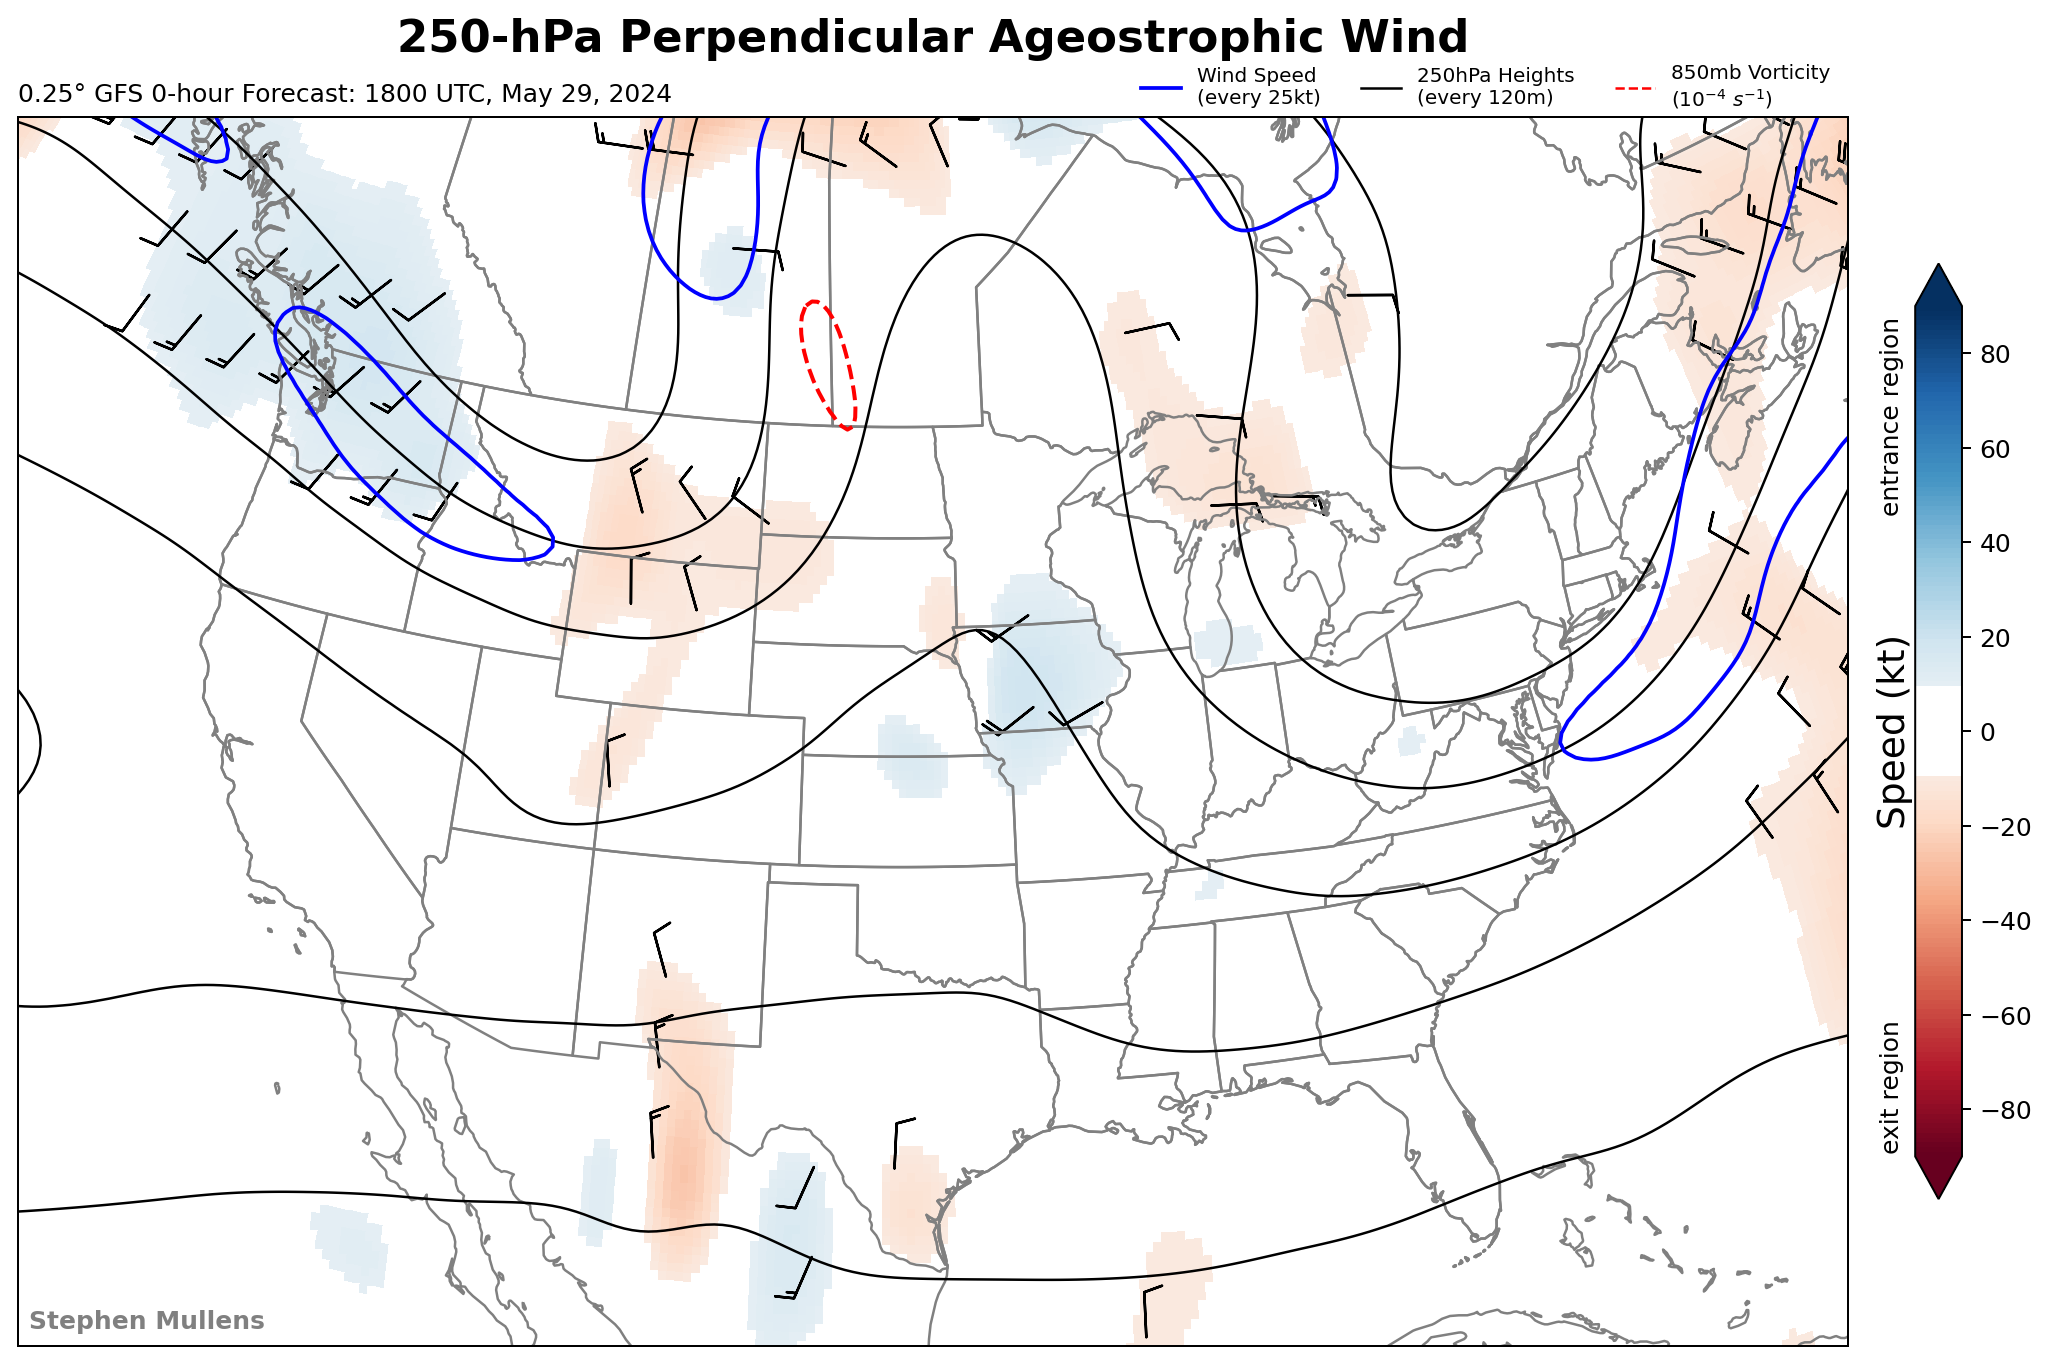 250-hPa Perpendicular Ageostrophic Wind
0.25° GFS 0-hour Forecast: 1800 UTC, May 29, 2024
Wind Speed
(every 25kt)
250hPa Heights
(every 120m)
850mb Vorticity
(10⁻⁴ s⁻¹)
entrance region
Speed (kt)
exit region
80
60
40
20
0
−20
−40
−60
−80
Stephen Mullens